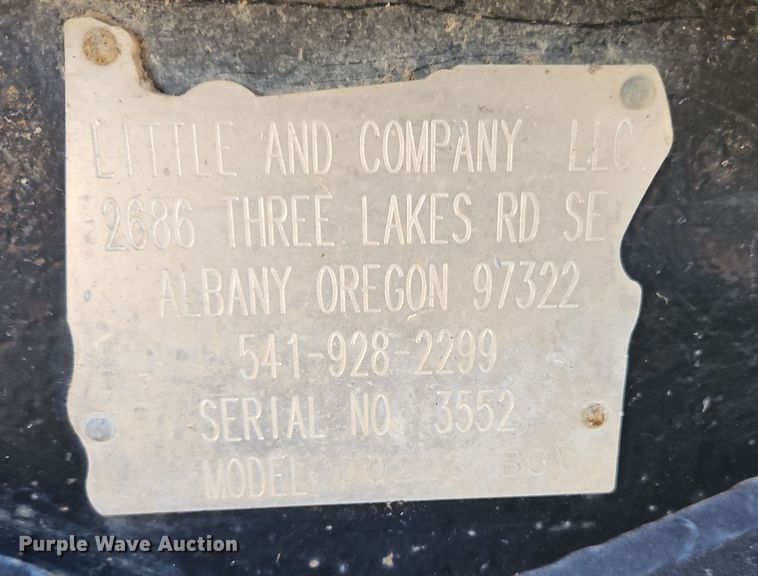 LITTLE AND COMPANY LLC
2686 THREE LAKES RD SE
ALBANY OREGON 97322
541-928-2299
SERIAL NO. 3552
MODEL
Purple Wave Auction